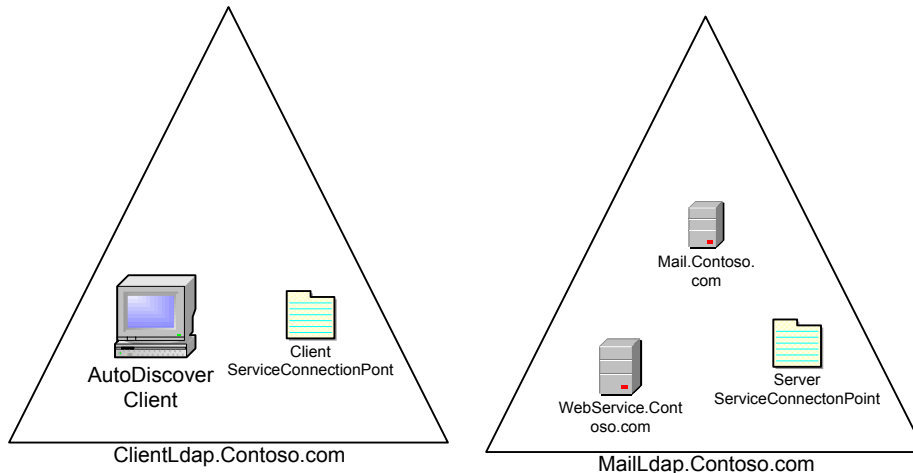 AutoDiscover
Client
Client
ServiceConnectionPont
ClientLdap.Contoso.com
Mail.Contoso.
com
WebService.Cont
oso.com
Server
ServiceConnectonPoint
MailLdap.Contoso.com